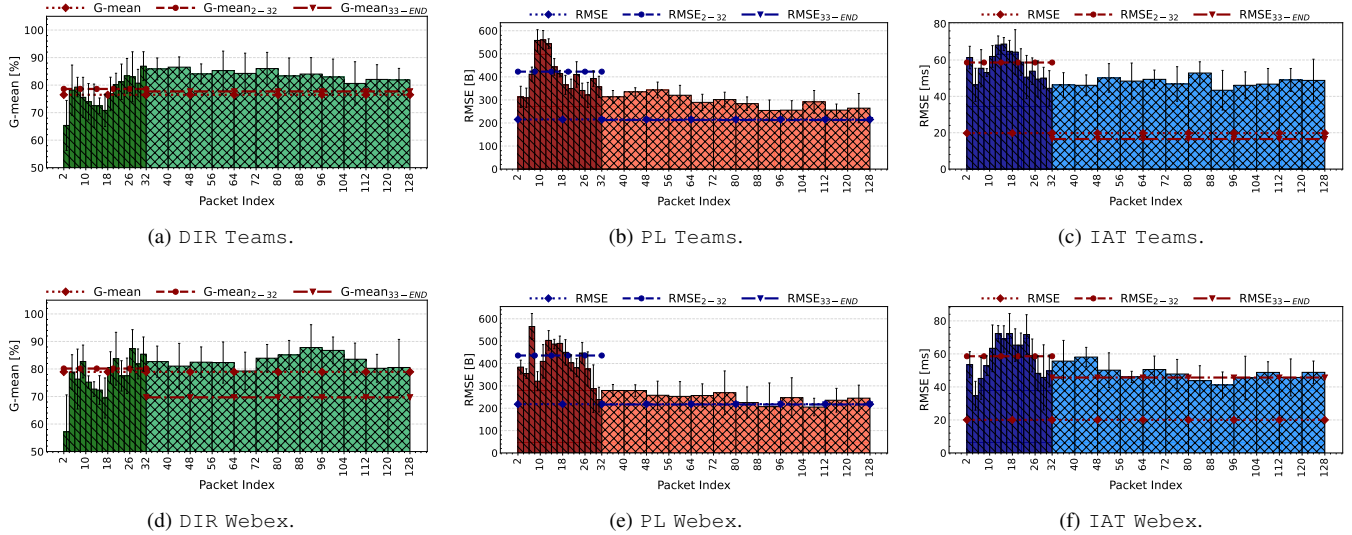 G-mean G-mean2−32 G-mean33−END
G-mean [%]
100
90
80
70
60
50
2 10 18 26 32 40 48 56 64 72 80 88 96 104 112 120 128
Packet Index
(a) DIR Teams.
RMSE RMSE2−32 RMSE33−END
RMSE [B]
600
500
400
300
200
100
0
2 10 18 26 32 40 48 56 64 72 80 88 96 104 112 120 128
Packet Index
(b) PL Teams.
RMSE RMSE2−32 RMSE33−END
RMSE [ms]
80
60
40
20
0
2 10 18 26 32 40 48 56 64 72 80 88 96 104 112 120 128
Packet Index
(c) IAT Teams.
G-mean G-mean2−32 G-mean33−END
G-mean [%]
100
90
80
70
60
50
2 10 18 26 32 40 48 56 64 72 80 88 96 104 112 120 128
Packet Index
(d) DIR Webex.
RMSE RMSE2−32 RMSE33−END
RMSE [B]
600
500
400
300
200
100
0
2 10 18 26 32 40 48 56 64 72 80 88 96 104 112 120 128
Packet Index
(e) PL Webex.
RMSE RMSE2−32 RMSE33−END
RMSE [ms]
80
60
40
20
0
2 10 18 26 32 40 48 56 64 72 80 88 96 104 112 120 128
Packet Index
(f) IAT Webex.